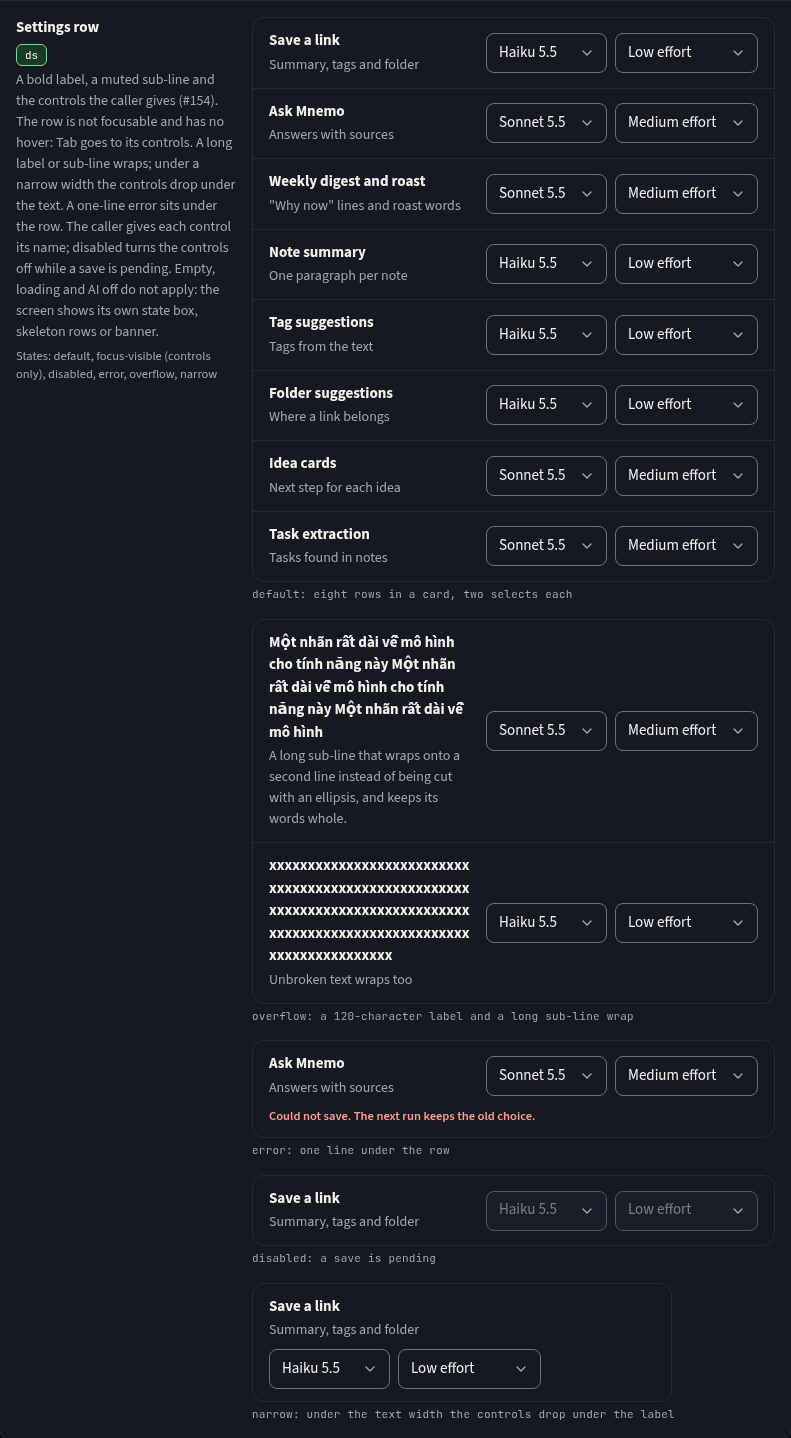 Settings row
ds
A bold label, a muted sub-line and
the controls the caller gives (#154).
The row is not focusable and has no
hover: Tab goes to its controls. A long
label or sub-line wraps; under a
narrow width the controls drop under
the text. A one-line error sits under
the row. The caller gives each control
its name; disabled turns the controls
off while a save is pending. Empty,
loading and AI off do not apply: the
screen shows its own state box,
skeleton rows or banner.
States: default, focus-visible (controls
only), disabled, error, overflow, narrow
Save a link
Summary, tags and folder
Haiku 5.5
Low effort
Ask Mnemo
Answers with sources
Sonnet 5.5
Medium effort
Weekly digest and roast
"Why now" lines and roast words
Sonnet 5.5
Medium effort
Note summary
One paragraph per note
Haiku 5.5
Low effort
Tag suggestions
Tags from the text
Haiku 5.5
Low effort
Folder suggestions
Where a link belongs
Haiku 5.5
Low effort
Idea cards
Next step for each idea
Sonnet 5.5
Medium effort
Task extraction
Tasks found in notes
Sonnet 5.5
Medium effort
default: eight rows in a card, two selects each
Một nhãn rất dài về mô hình
cho tính năng này Một nhãn
rất dài về mô hình cho tính
năng này Một nhãn rất dài về
mô hình
A long sub-line that wraps onto a
second line instead of being cut
with an ellipsis, and keeps its
words whole.
Sonnet 5.5
Medium effort
xxxxxxxxxxxxxxxxxxxxxxxxxx
xxxxxxxxxxxxxxxxxxxxxxxxxx
xxxxxxxxxxxxxxxxxxxxxxxxxx
xxxxxxxxxxxxxxxxxxxxxxxxxx
xxxxxxxxxxxxxxxx
Unbroken text wraps too
Haiku 5.5
Low effort
overflow: a 120-character label and a long sub-line wrap
Ask Mnemo
Answers with sources
Sonnet 5.5
Medium effort
Could not save. The next run keeps the old choice.
error: one line under the row
Save a link
Summary, tags and folder
Haiku 5.5
Low effort
disabled: a save is pending
Save a link
Summary, tags and folder
Haiku 5.5
Low effort
narrow: under the text width the controls drop under the label